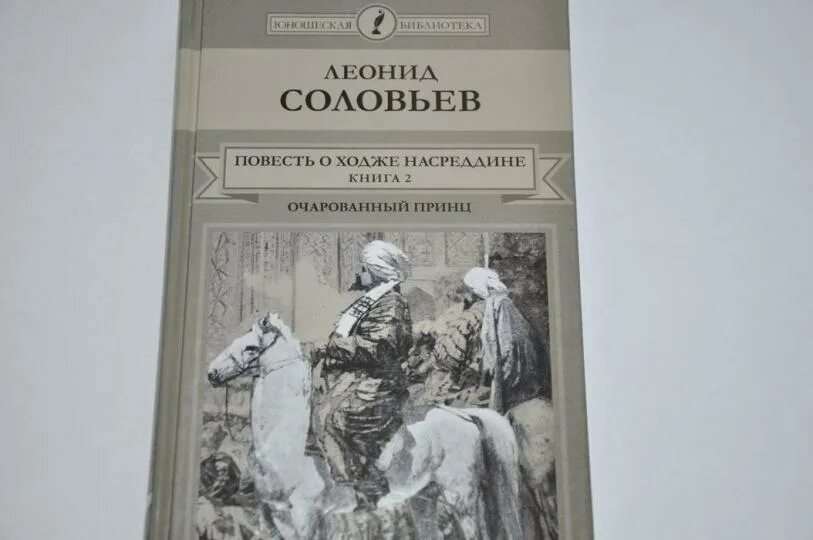 ЮНОШЕСКАЯ БИБЛИОТЕКА
ЛЕОНИД
СОЛОВЬЕВ
ПОВЕСТЬ О ХОДЖЕ НАСРЕДДИНЕ
КНИГА 2
ОЧАРОВАННЫЙ ПРИНЦ